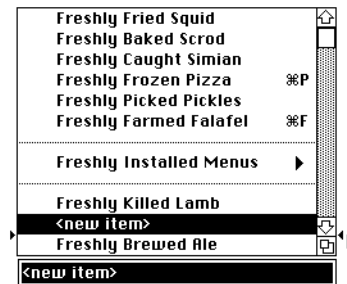 Freshly Fried Squid
Freshly Baked Scrod
Freshly Caught Simian
Freshly Frozen Pizza ⌘P
Freshly Picked Pickles
Freshly Farmed Falafel ⌘F
Freshly Installed Menus
Freshly Killed Lamb
<new item>
Freshly Brewed Ale
<new item>